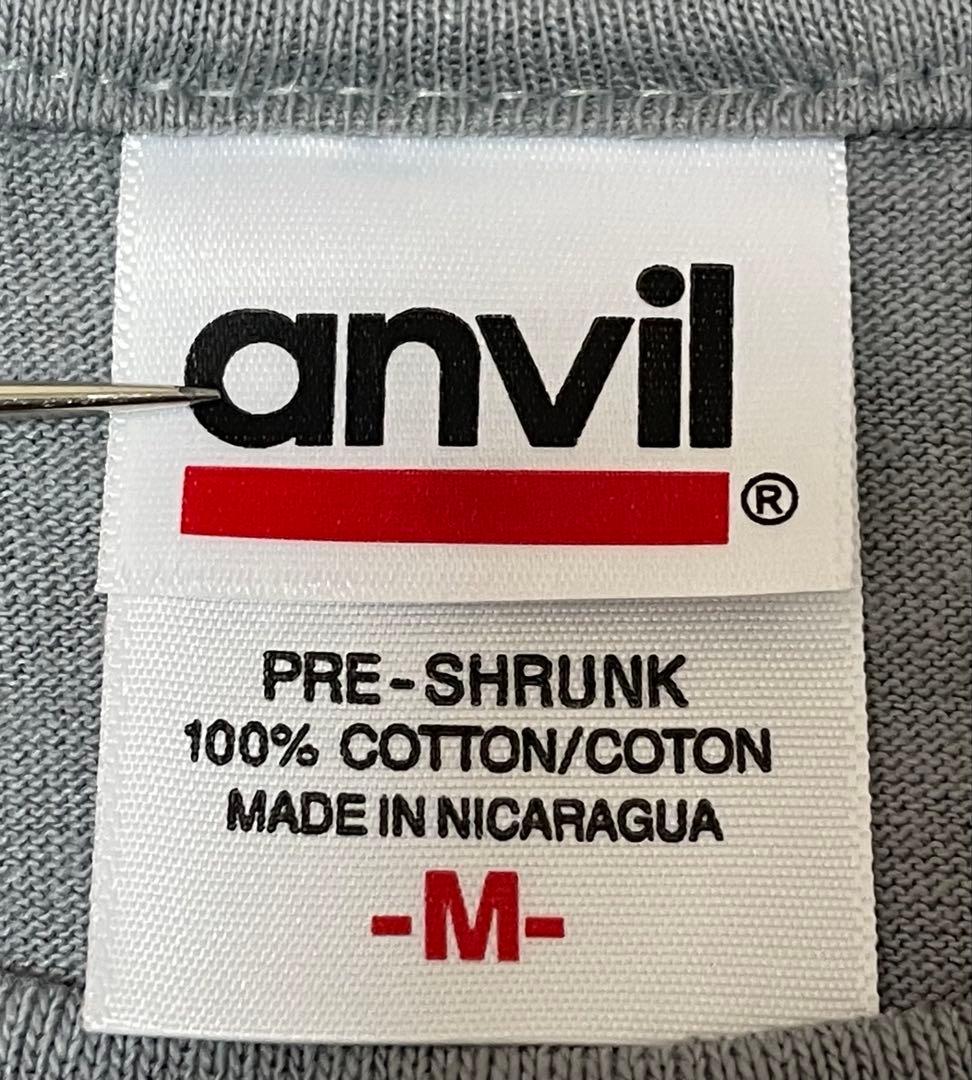 anvil
®
PRE-SHRUNK
100% COTTON/COTON
MADE IN NICARAGUA
-M-